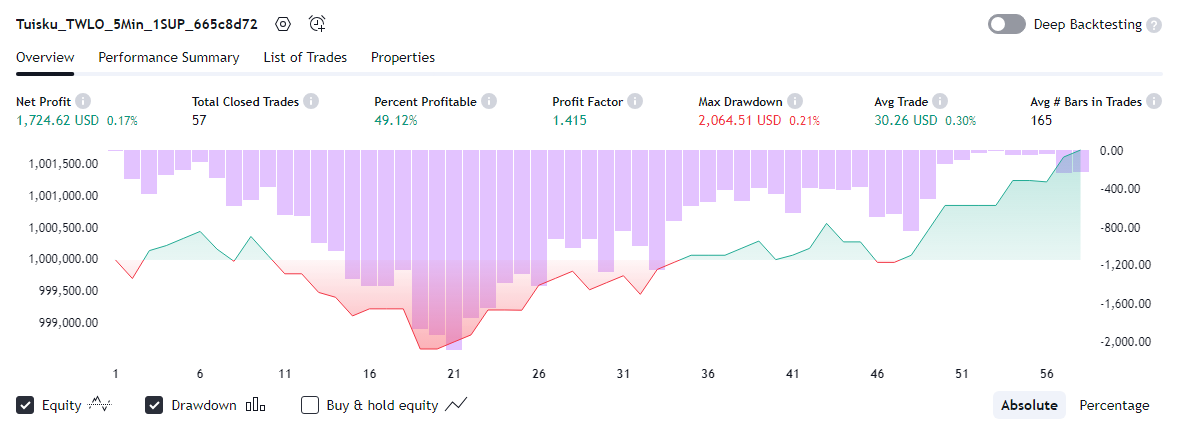 Tuisku_TWLO_5Min_1SUP_665c8d72
Deep Backtesting ?
Overview Performance Summary List of Trades Properties
Net Profit i Total Closed Trades i Percent Profitable i Profit Factor i Max Drawdown i Avg Trade i Avg # Bars in Trades i
1,724.62 USD 0.17% 57 49.12% 1.415 2,064.51 USD 0.21% 30.26 USD 0.30% 165
1,001,500.00 0.00
1,001,000.00 -400.00
1,000,500.00 -800.00
1,000,000.00 -1,200.00
999,500.00 -1,600.00
999,000.00 -2,000.00
1 6 11 16 21 26 31 36 41 46 51 56
Equity Drawdown Buy & hold equity Absolute Percentage